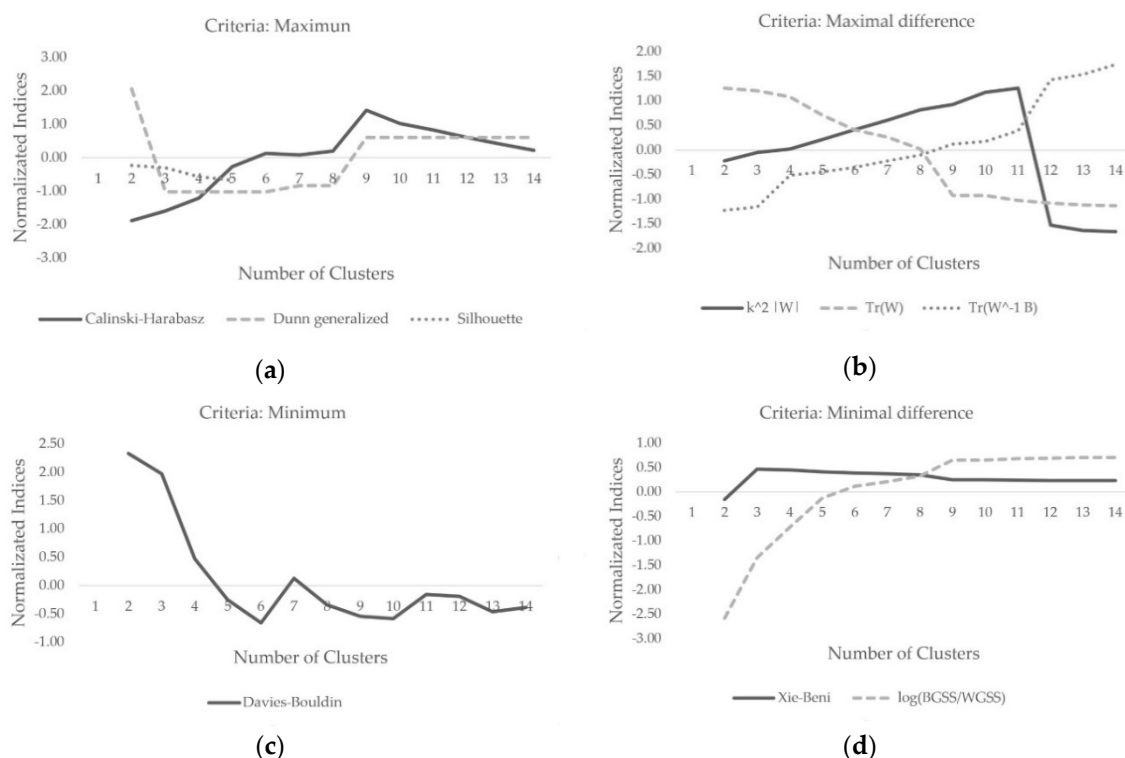 Criteria: Maximun
3.00
2.00
1.00
0.00
-1.00
-2.00
-3.00
Normalizated Indices
1 2 3 4 5 6 7 8 9 10 11 12 13 14
Number of Clusters
Calinski-Harabasz Dunn generalized Silhouette
(a)
Criteria: Maximal difference
2.00
1.50
1.00
0.50
0.00
-0.50
-1.00
-1.50
-2.00
Normalizated Indices
1 2 3 4 5 6 7 8 9 10 11 12 13 14
Number of Clusters
k^2 |W| Tr(W) Tr(W^-1 B)
(b)
Criteria: Minimum
2.50
2.00
1.50
1.00
0.50
0.00
-0.50
-1.00
Normalizated Indices
1 2 3 4 5 6 7 8 9 10 11 12 13 14
Number of Clusters
Davies-Bouldin
(c)
Criteria: Minimal difference
1.00
0.50
0.00
-0.50
-1.00
-1.50
-2.00
-2.50
-3.00
Normalizated Indices
1 2 3 4 5 6 7 8 9 10 11 12 13 14
Number of Clusters
Xie-Beni log(BGSS/WGSS)
(d)